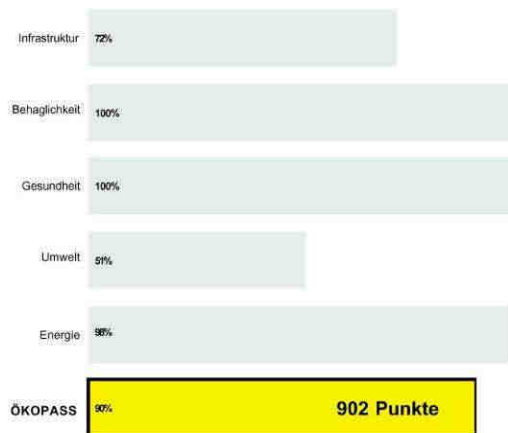 Infrastruktur 72%
Behaglichkeit 100%
Gesundheit 100%
Umwelt 51%
Energie 98%
ÖKOPASS 90% 902 Punkte